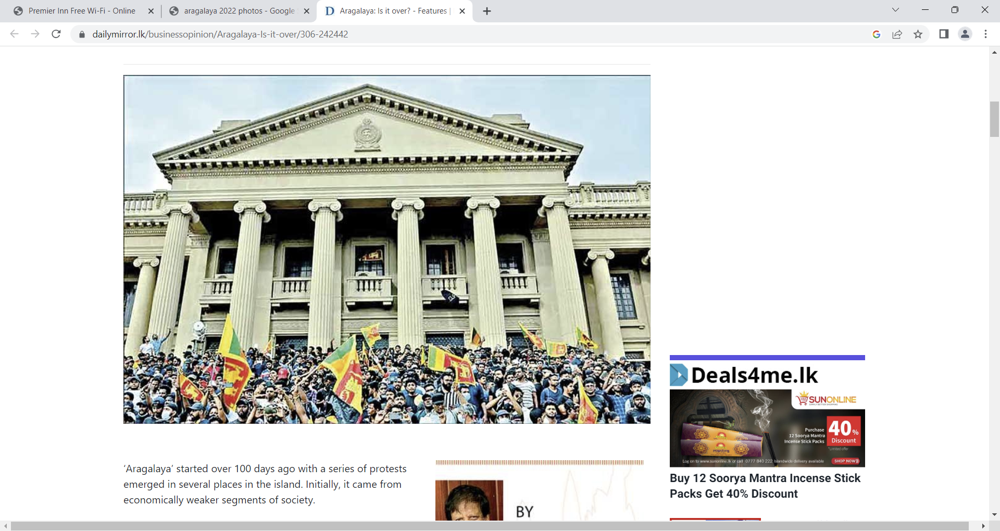 Premier Inn Free Wi-Fi - Online
aragalaya 2022 photos - Google
Aragalaya: Is it over? - Features |
dailymirror.lk/businessopinion/Aragalaya-Is-it-over/306-242442
Deals4me.lk
SUNONLINE
SIMPLY BETTER SHOPPING
Purchase
12 Soorya Mantra
Incense Stick Packs
40%
Discount
*Limited offer
mantra
Log on to www.sunonline.lk or call 0777 840 222 Islandwide delivery available
SHOP NOW
Buy 12 Soorya Mantra Incense Stick
Packs Get 40% Discount
‘Aragalaya’ started over 100 days ago with a series of protests
emerged in several places in the island. Initially, it came from
economically weaker segments of society.
BY